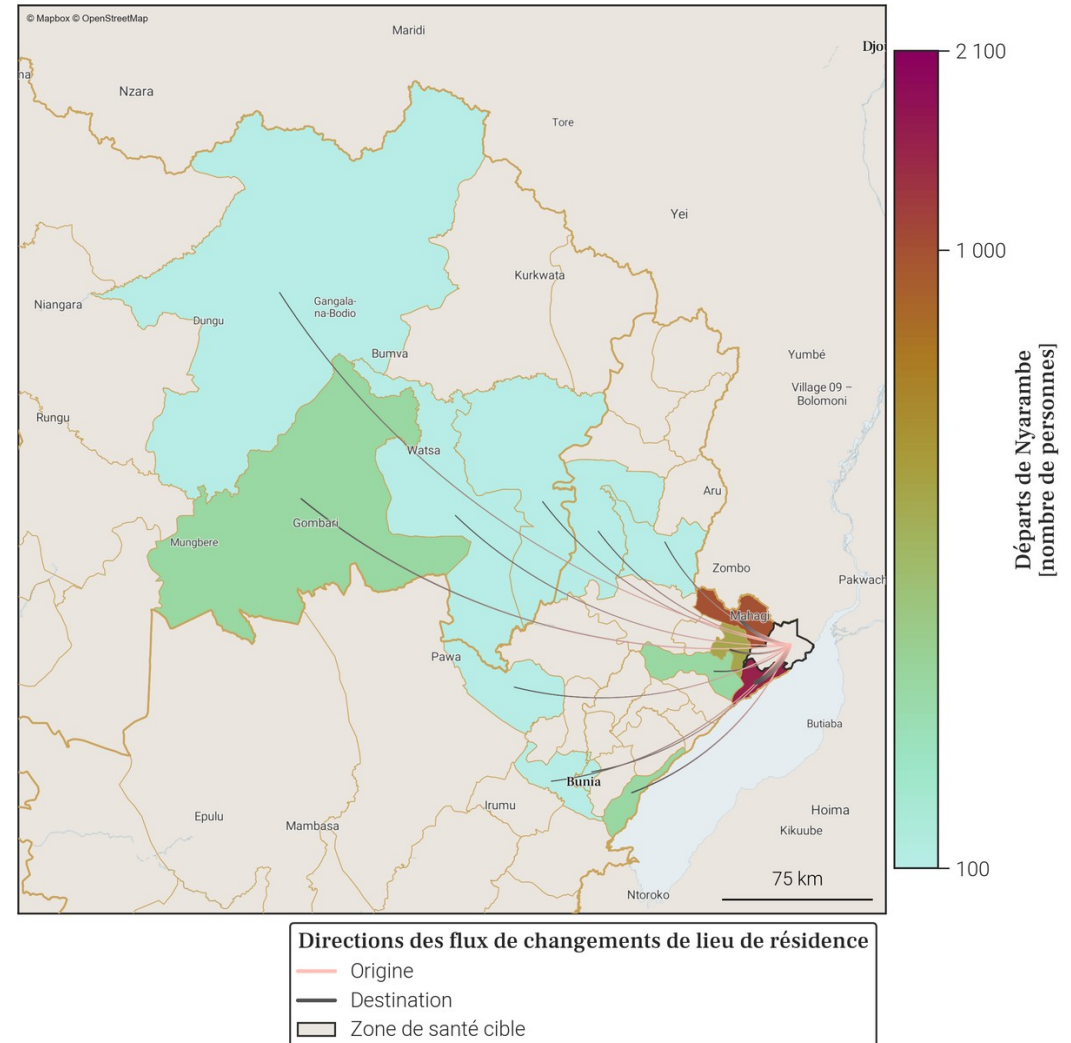 © Mapbox © OpenStreetMap
Maridi
Nzara
Tore
Yei
Kurkwata
Niangara
Gangala-
na-Bodio
Dungu
Bumva
Yumbé
Village 09 –
Bolomoni
Rungu
Watsa
Aru
Gombari
Mungbere
Zombo
Pakwach
Mahagi
Pawa
Butiaba
Bunia
Irumu
Hoima
Epulu
Mambasa
Kikuube
Ntoroko
75 km
2 100
1 000
100
Départs de Nyarambe
[nombre de personnes]
Directions des flux de changements de lieu de résidence
Origine
Destination
Zone de santé cible